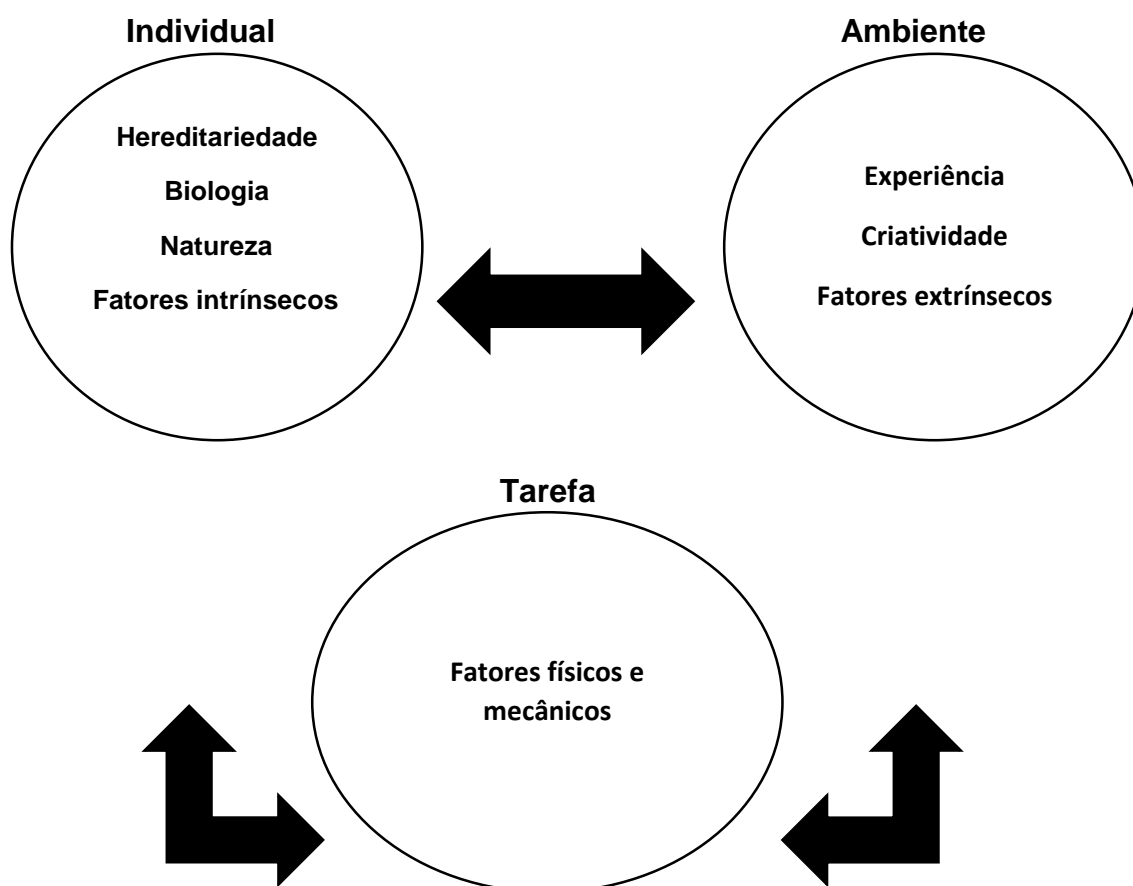 Individual
Hereditariedade
Biologia
Natureza
Fatores intrínsecos
Ambiente
Experiência
Criatividade
Fatores extrínsecos
Tarefa
Fatores físicos e
mecânicos